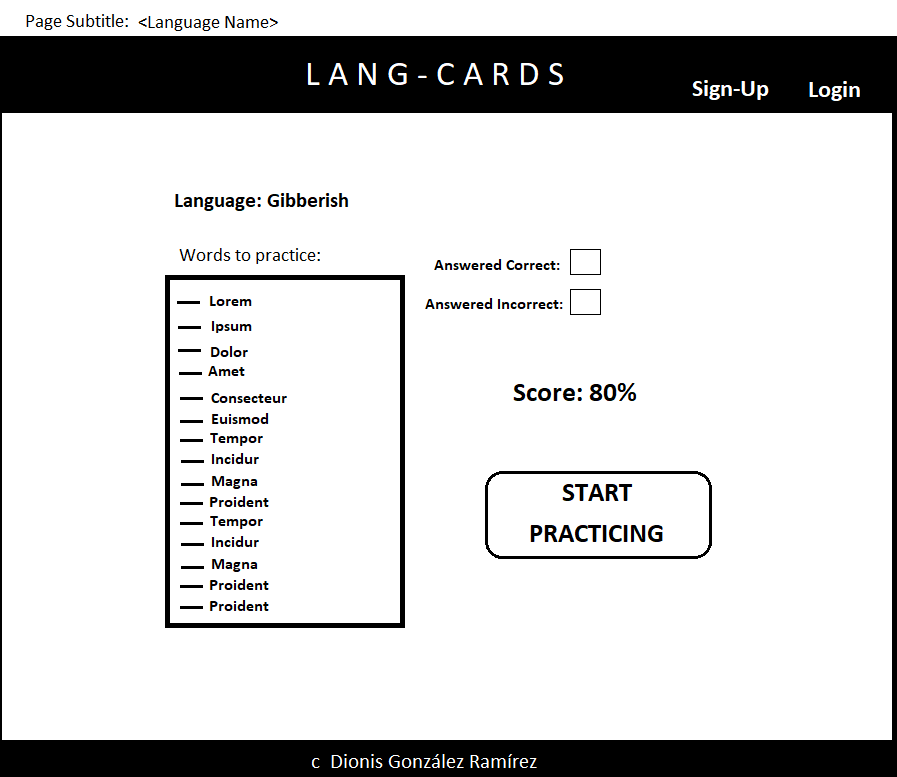 Page Subtitle: <Language Name>
LANG-CARDS
Sign-Up Login
Language: Gibberish
Words to practice:
Answered Correct:
Answered Incorrect:
Lorem
Ipsum
Dolor
Amet
Consecteur
Euismod
Tempor
Incidur
Magna
Proident
Tempor
Incidur
Magna
Proident
Proident
Score: 80%
START
PRACTICING
c Dionis González Ramírez